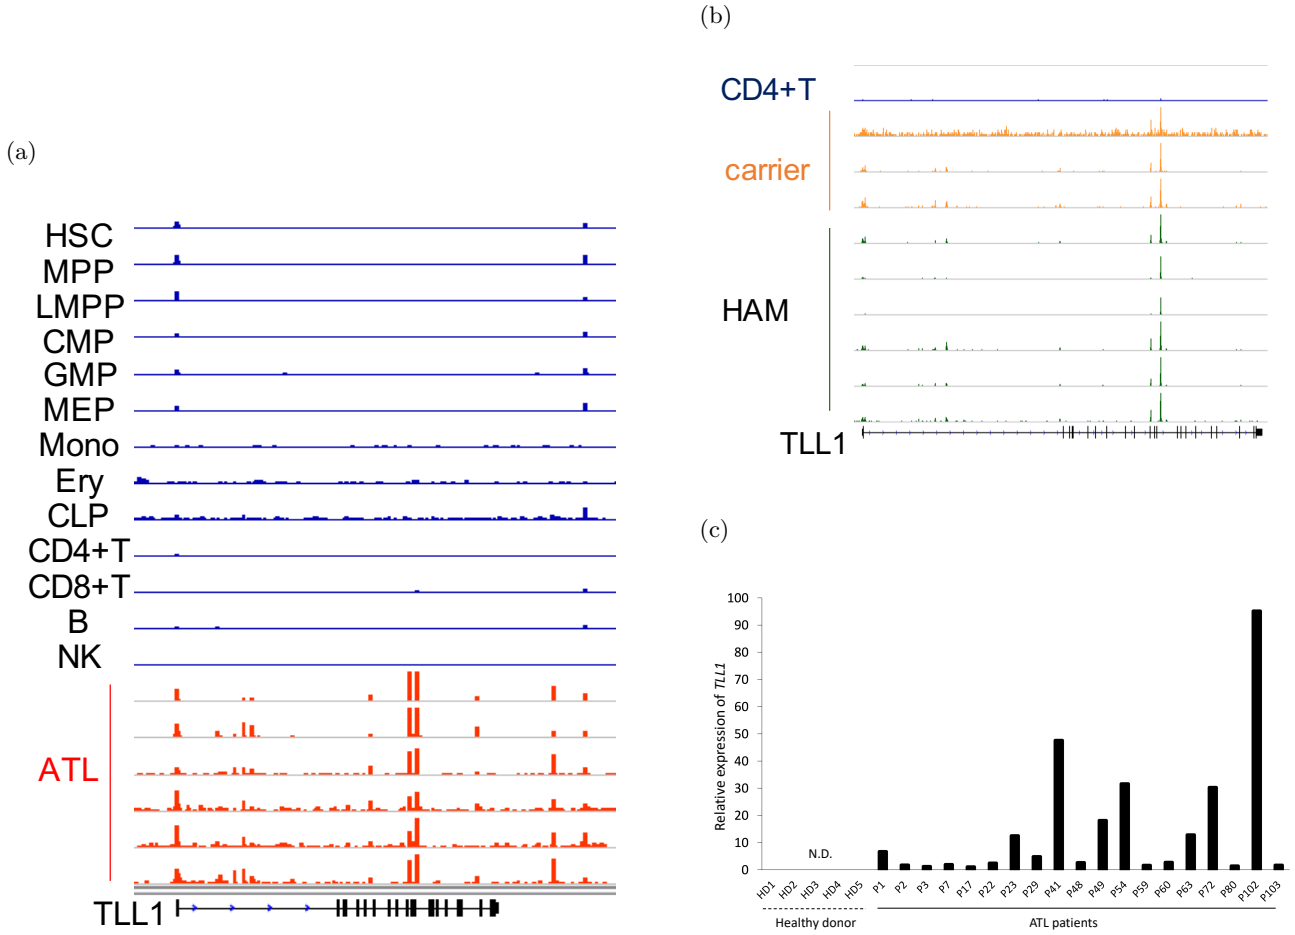 (a)
HSC
MPP
LMPP
CMP
GMP
MEP
Mono
Ery
CLP
CD4+T
CD8+T
B
NK
ATL
TLL1
(b)
CD4+T
carrier
HAM
TLL1
(c)
Relative expression of TLL1
100
90
80
70
60
50
40
30
20
10
0
N.D.
HD1 HD2 HD3 HD4 HD5 P1 P2 P3 P7 P17 P22 P23 P29 P41 P48 P49 P54 P59 P60 P63 P72 P80 P102 P103
Healthy donor ATL patients